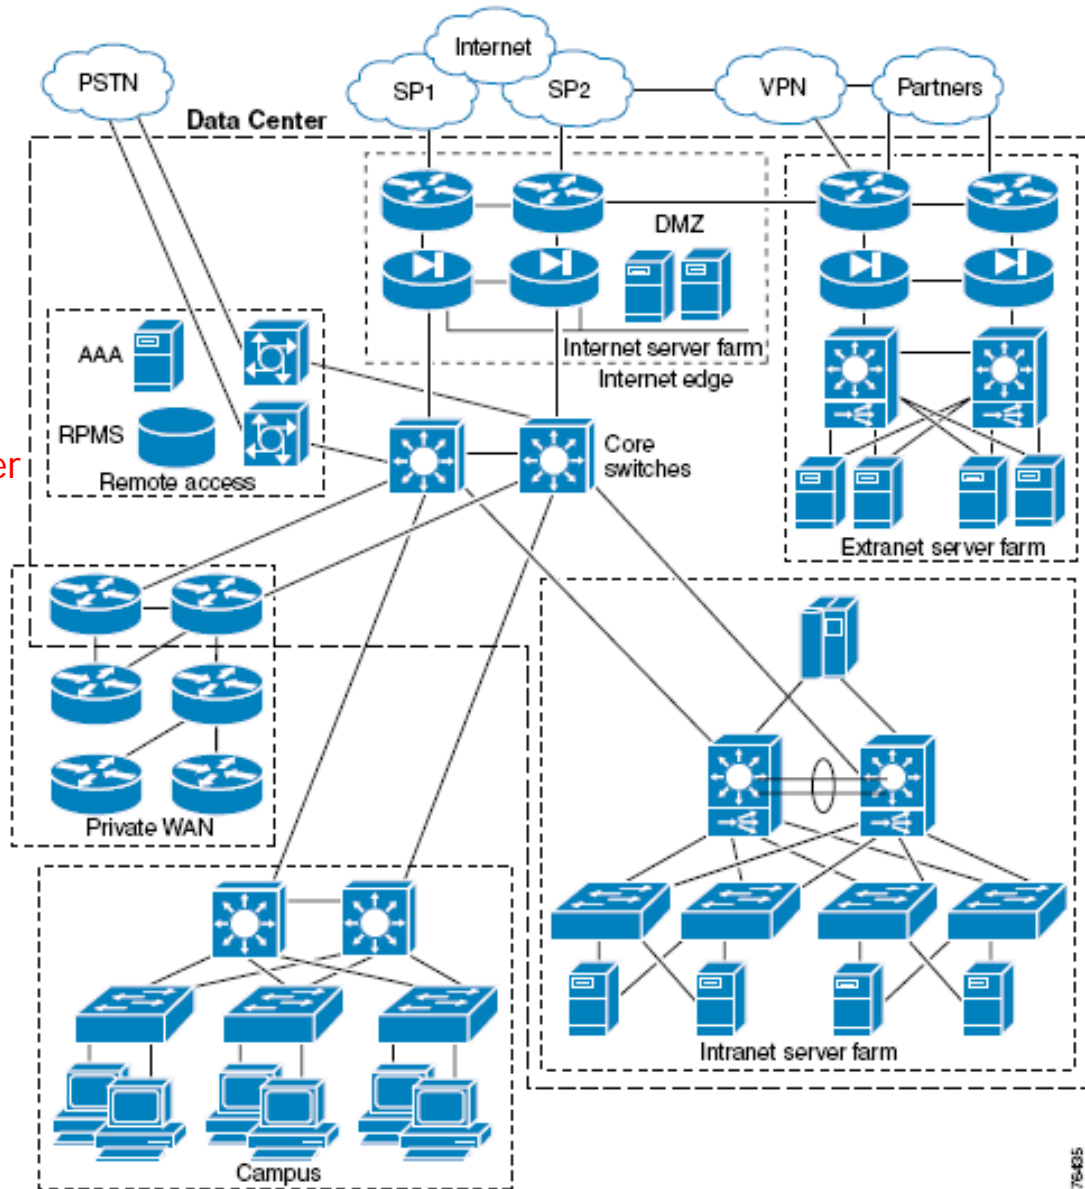 Internet
PSTN
SP1
SP2
VPN
Partners
Data Center
DMZ
AAA
Internet server farm
Internet edge
RPMS
Core
switches
er
Remote access
Extranet server farm
Private WAN
Intranet server farm
Campus